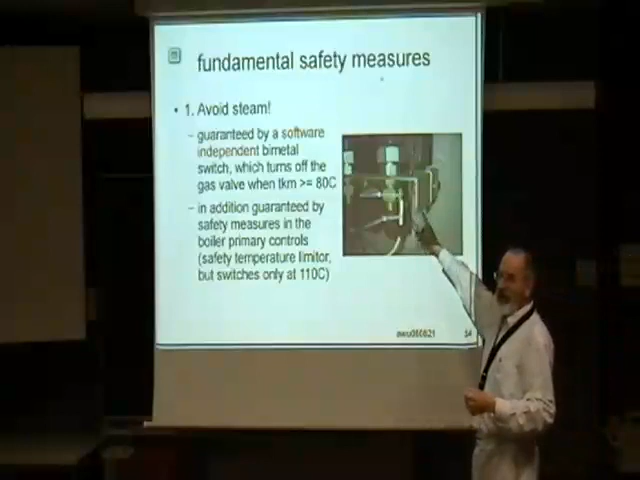 fundamental safety measures
• 1. Avoid steam!
– guaranteed by a software
independent bimetal
switch, which turns off the
gas valve when tkm >= 80C
– in addition guaranteed by
safety measures in the
boiler primary controls
(safety temperature limitor,
but switches only at 110C)